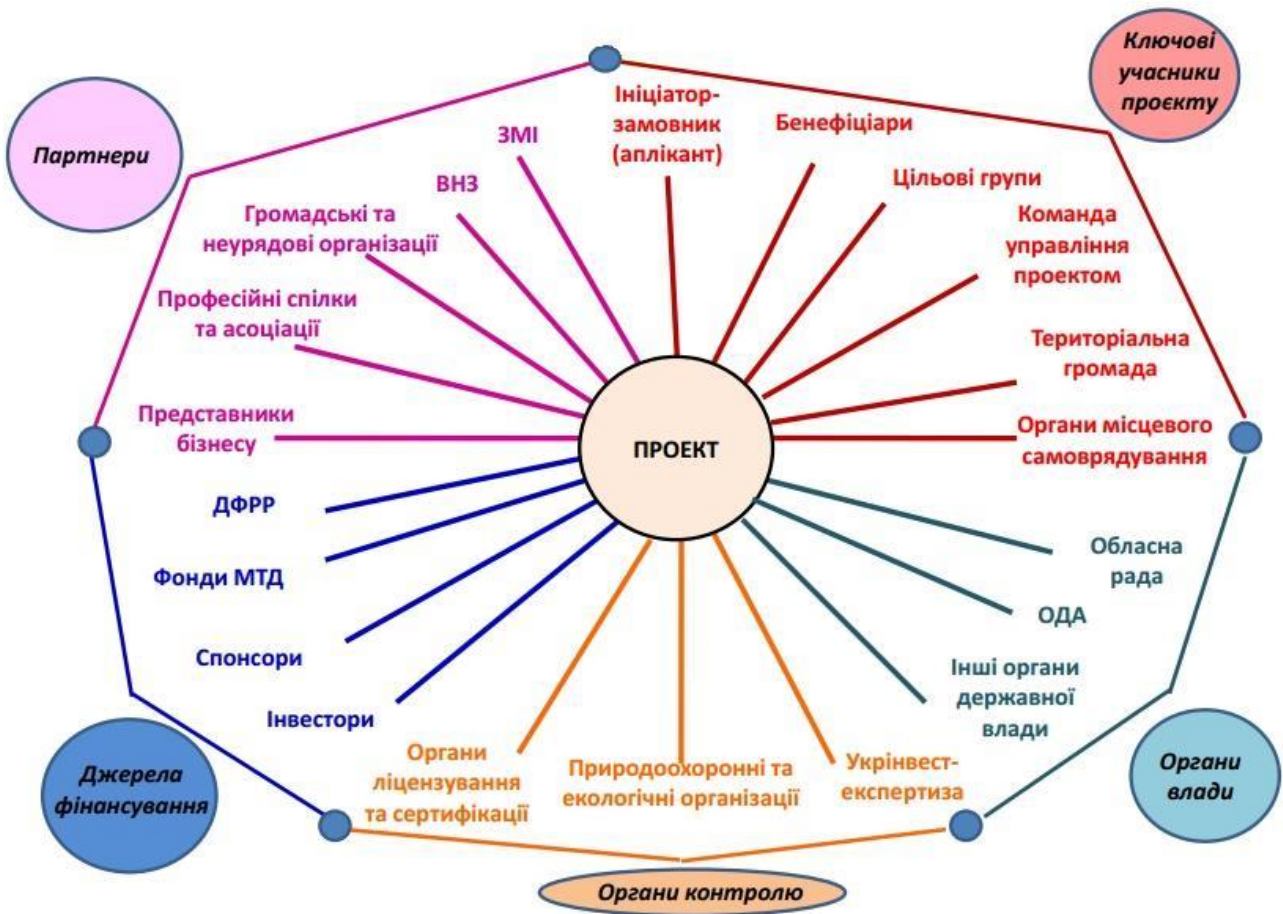 Ключові
учасники
проєкту
Партнери
ЗМІ
ВНЗ
Громадські та
неурядові організації
Професійні спілки
та асоціації
Представники
бізнесу
Ініціатор-
замовник
(аплікант)
Бенефіціари
Цільові групи
Команда
управління
проектом
Територіальна
громада
Органи місцевого
самоврядування
ПРОЕКТ
ДФРР
Фонди МТД
Спонсори
Інвестори
Обласна
рада
ОДА
Інші органи
державної
влади
Органи
ліцензування
та сертифікації
Природоохоронні та
екологічні організації
Укрінвест-
експертиза
Джерела
фінансування
Органи
влади
Органи контролю